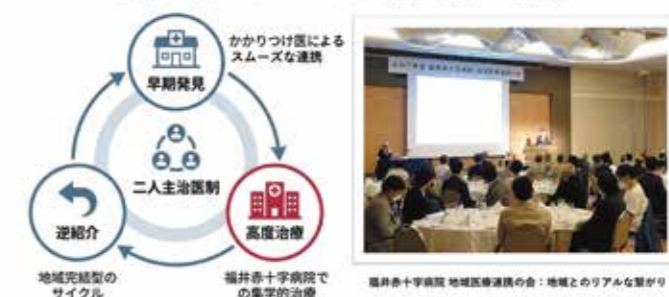 かかりつけ医による
スムーズな連携
早期発見
二人主治医制
逆紹介
高度治療
地域完結型の
サイクル
福井赤十字病院で
の集学的治療
福井赤十字病院 地域医療連携の会：地域とのリアルな繋がり